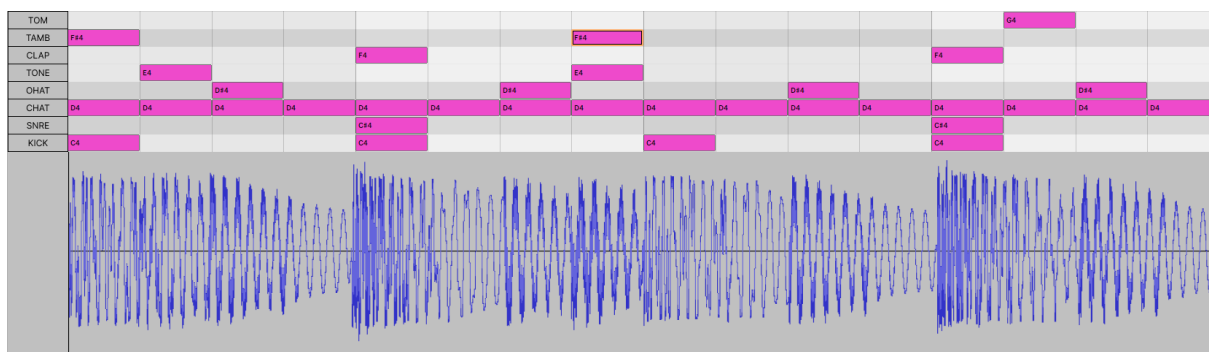 TOM G4
TAMB F#4 F#4
CLAP F4 F4
TONE E4 E4
OHAT D#4 D#4 D#4 D#4
CHAT D4 D4 D4 D4 D4 D4 D4 D4 D4 D4 D4 D4 D4 D4 D4 D4
SNRE C#4 C#4
KICK C4 C4 C4 C4